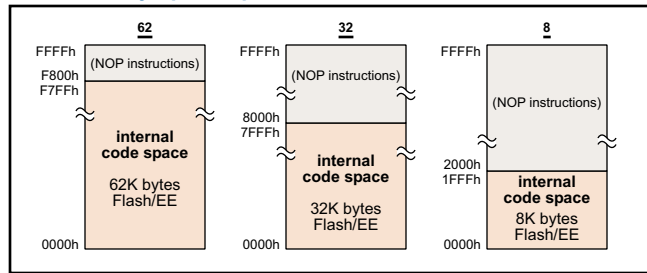 62
FFFFh
(NOP instructions)
F800h
F7FFh
internal
code space
62K bytes
Flash/EE
0000h
32
FFFFh
(NOP instructions)
8000h
7FFFh
internal
code space
32K bytes
Flash/EE
0000h
8
FFFFh
(NOP instructions)
2000h
1FFFh
internal
code space
8K bytes
Flash/EE
0000h